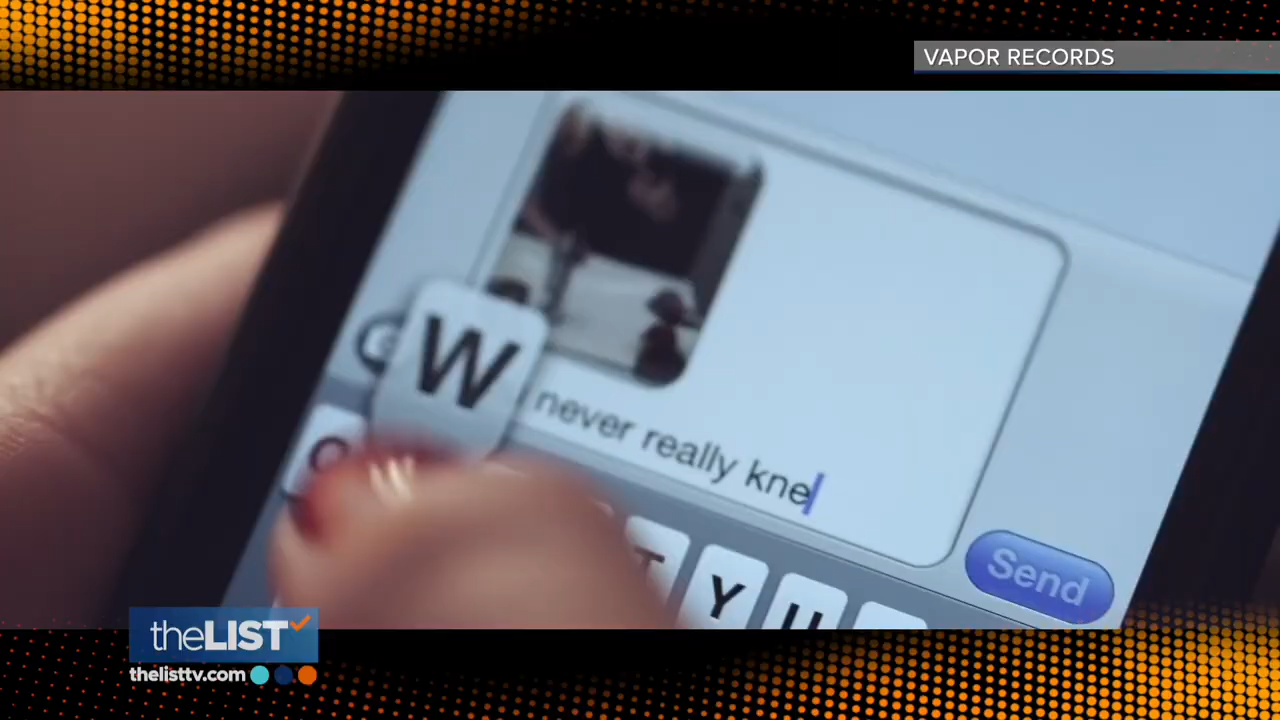 VAPOR RECORDS
W
never really kne
Send
T Y U
theLIST
thelisttv.com